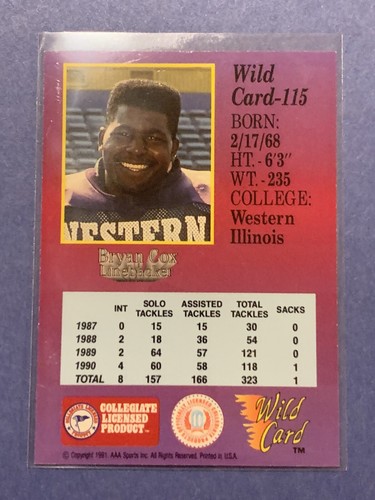 Wild
Card-115
BORN:
2/17/68
HT.-6'3"
WT.-235
COLLEGE:
Western
Illinois
WESTERN
Bryan Cox
Linebacker
INT SOLO TACKLES ASSISTED TACKLES TOTAL TACKLES SACKS
1987 0 15 15 30 0
1988 2 18 36 54 0
1989 2 64 57 121 0
1990 4 60 58 118 1
TOTAL 8 157 166 323 1
COLLEGIATE
LICENSED
PRODUCT™
Wild
Card
TM
© Copyright 1991. AAA Sports Inc. All Rights Reserved. Printed in U.S.A.